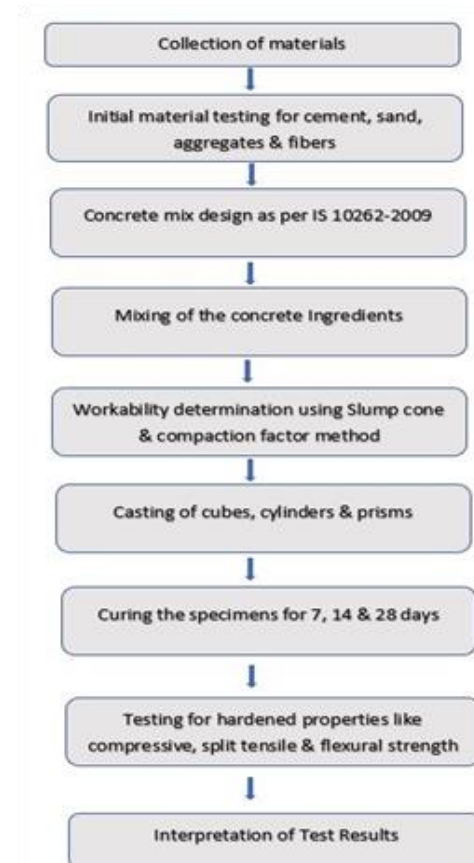 Collection of materials
Initial material testing for cement, sand,
aggregates & fibers
Concrete mix design as per IS 10262-2009
Mixing of the concrete Ingredients
Workability determination using Slump cone
& compaction factor method
Casting of cubes, cylinders & prisms
Curing the specimens for 7, 14 & 28 days
Testing for hardened properties like
compressive, split tensile & flexural strength
Interpretation of Test Results